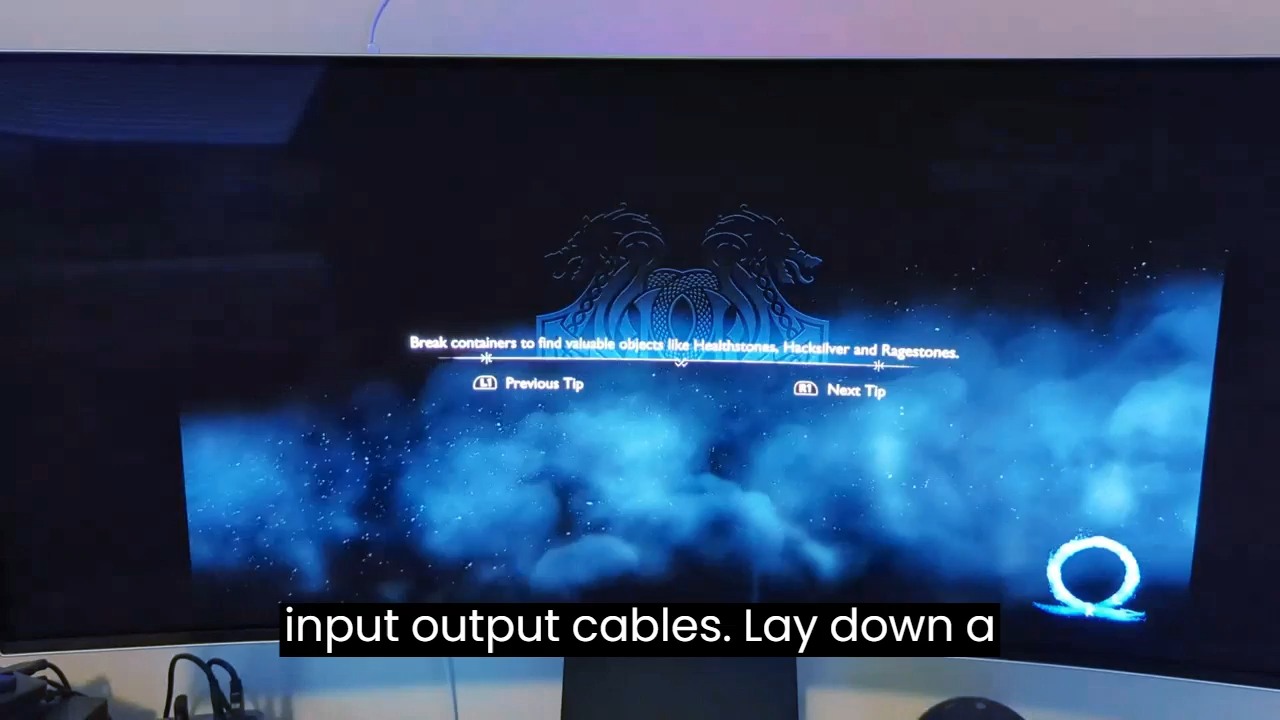 Break containers to find valuable objects like Healthstones, Hacksilver and Ragestones.
L1 Previous Tip
R1 Next Tip
input output cables. Lay down a